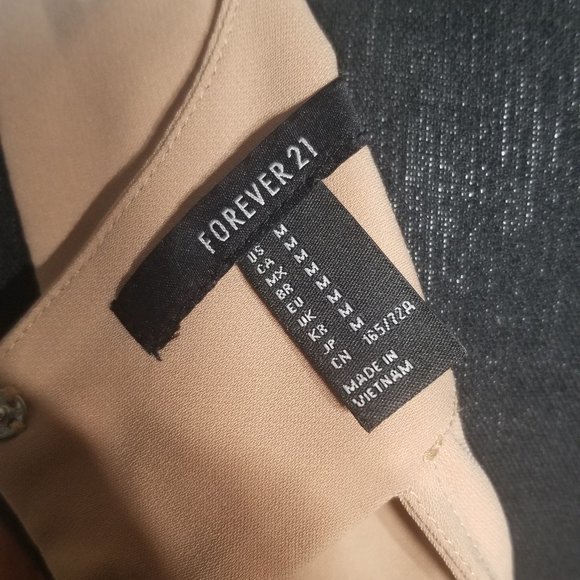 FOREVER 21
US M
CA M
MX M
BR M
EU M
UK M
KR M
JP M
CN 165/72A
MADE IN
VIETNAM